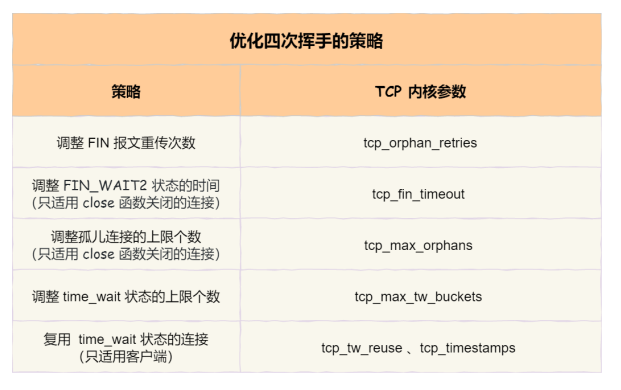 优化四次挥手的策略
策略
TCP 内核参数
调整 FIN 报文重传次数
tcp_orphan_retries
调整 FIN_WAIT2 状态的时间
（只适用 close 函数关闭的连接）
tcp_fin_timeout
调整孤儿连接的上限个数
（只适用 close 函数关闭的连接）
tcp_max_orphans
调整 time_wait 状态的上限个数
tcp_max_tw_buckets
复用 time_wait 状态的连接
（只适用客户端）
tcp_tw_reuse 、tcp_timestamps